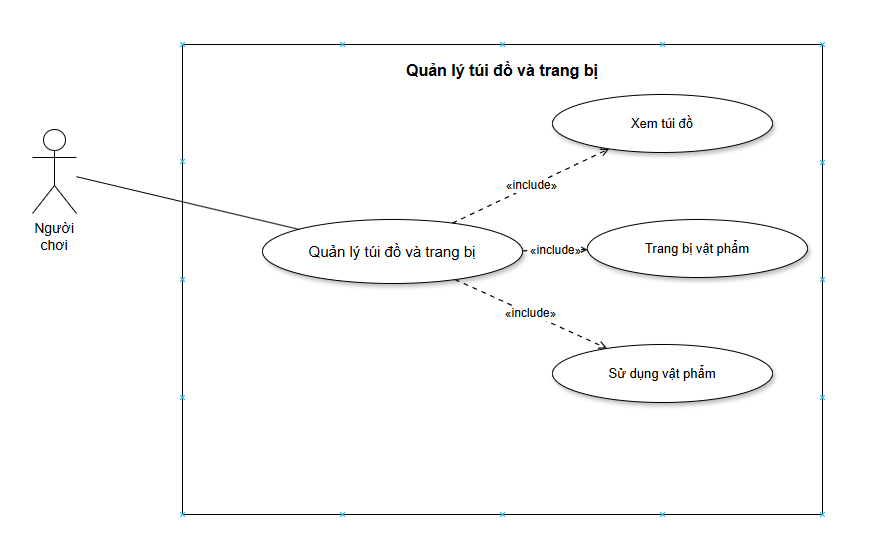 Quản lý túi đồ và trang bị
Xem túi đồ
«include»
Người
chơi
Quản lý túi đồ và trang bị
«include»
Trang bị vật phẩm
«include»
Sử dụng vật phẩm